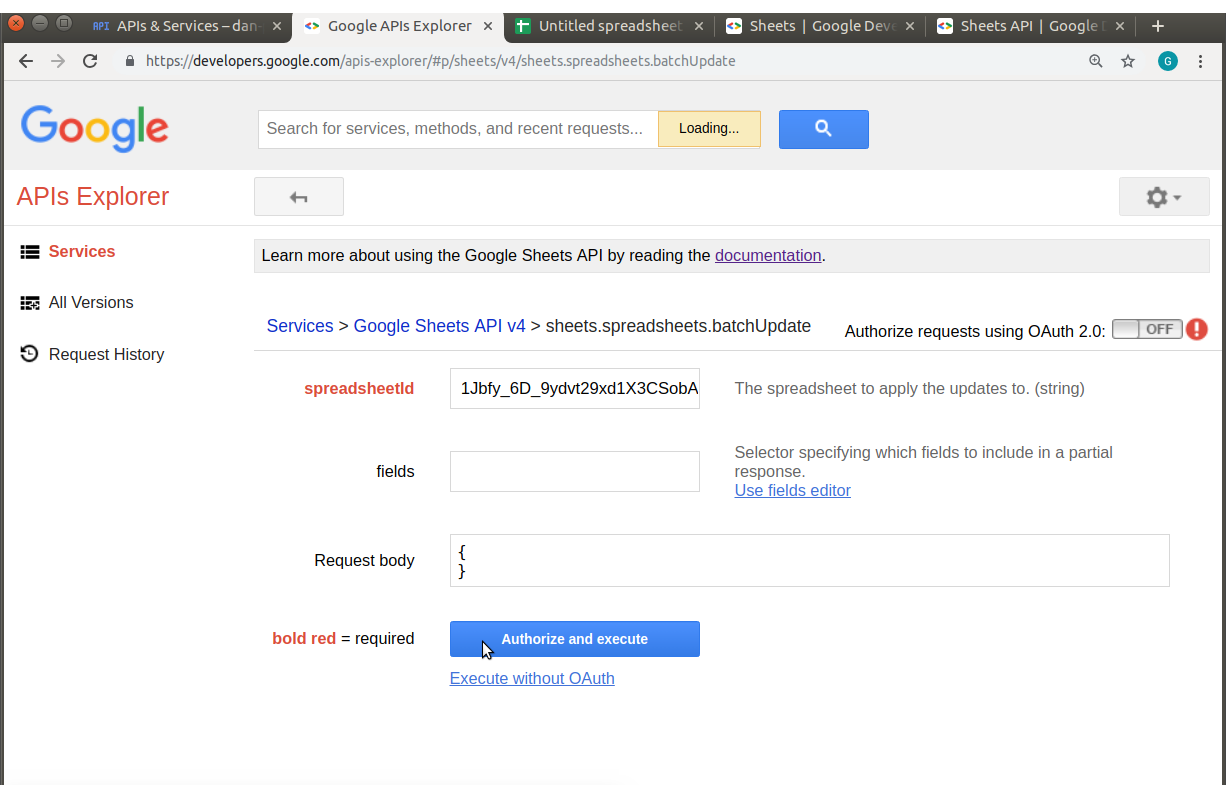 API APIs & Services – dan-
Google APIs Explorer
Untitled spreadsheet
Sheets | Google Deve
Sheets API | Google D
https://developers.google.com/apis-explorer/#p/sheets/v4/sheets.spreadsheets.batchUpdate
G
Google
Search for services, methods, and recent requests...
Loading...
APIs Explorer
Services
All Versions
Request History
Learn more about using the Google Sheets API by reading the documentation.
Services > Google Sheets API v4 > sheets.spreadsheets.batchUpdate
Authorize requests using OAuth 2.0: OFF
spreadsheetId
1Jbfy_6D_9ydvt29xd1X3CSobA
The spreadsheet to apply the updates to. (string)
fields
Selector specifying which fields to include in a partial
response.
Use fields editor
Request body
{
}
bold red = required
Authorize and execute
Execute without OAuth